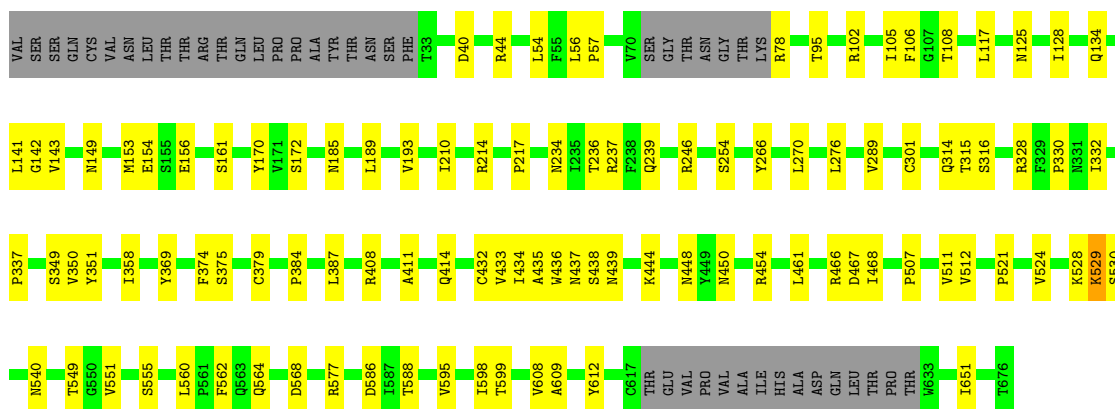 VAL SER SER GLN CYS VAL ASN LEU THR THR ARG THR GLN LEU PRO PRO ALA TYR THR ASN SER PHE T33 D40 R44 L54 F55 L56 P57 V70 SER GLY THR ASN GLY THR LYS R78 T95 R102 I105 F106 G107 T108 L117 N125 I128 Q134
L141 G142 V143 N149 M153 E154 S155 E156 S161 Y170 V171 S172 N185 L189 V193 I210 R214 P217 N234 I235 T236 R237 F238 Q239 R246 S254 Y266 L270 L276 V289 C301 Q314 T315 S316 R328 F329 P330 N331 I332
P337 S349 V350 Y351 I358 Y369 F374 S375 C379 P384 L387 R408 A411 Q414 C432 V433 I434 A435 W436 N437 S438 N439 K444 N448 Y449 N450 R454 L461 R466 D467 I468 P507 V511 V512 P521 V524 K528 K529 S530
N540 T549 G550 V551 S555 L560 P561 F562 Q563 Q564 D568 R577 D586 I587 T588 V595 I598 T599 V608 A609 Y612 C617 THR GLU VAL PRO VAL ALA ILE HIS ALA ASP GLN LEU THR PRO THR W633 I651 T676